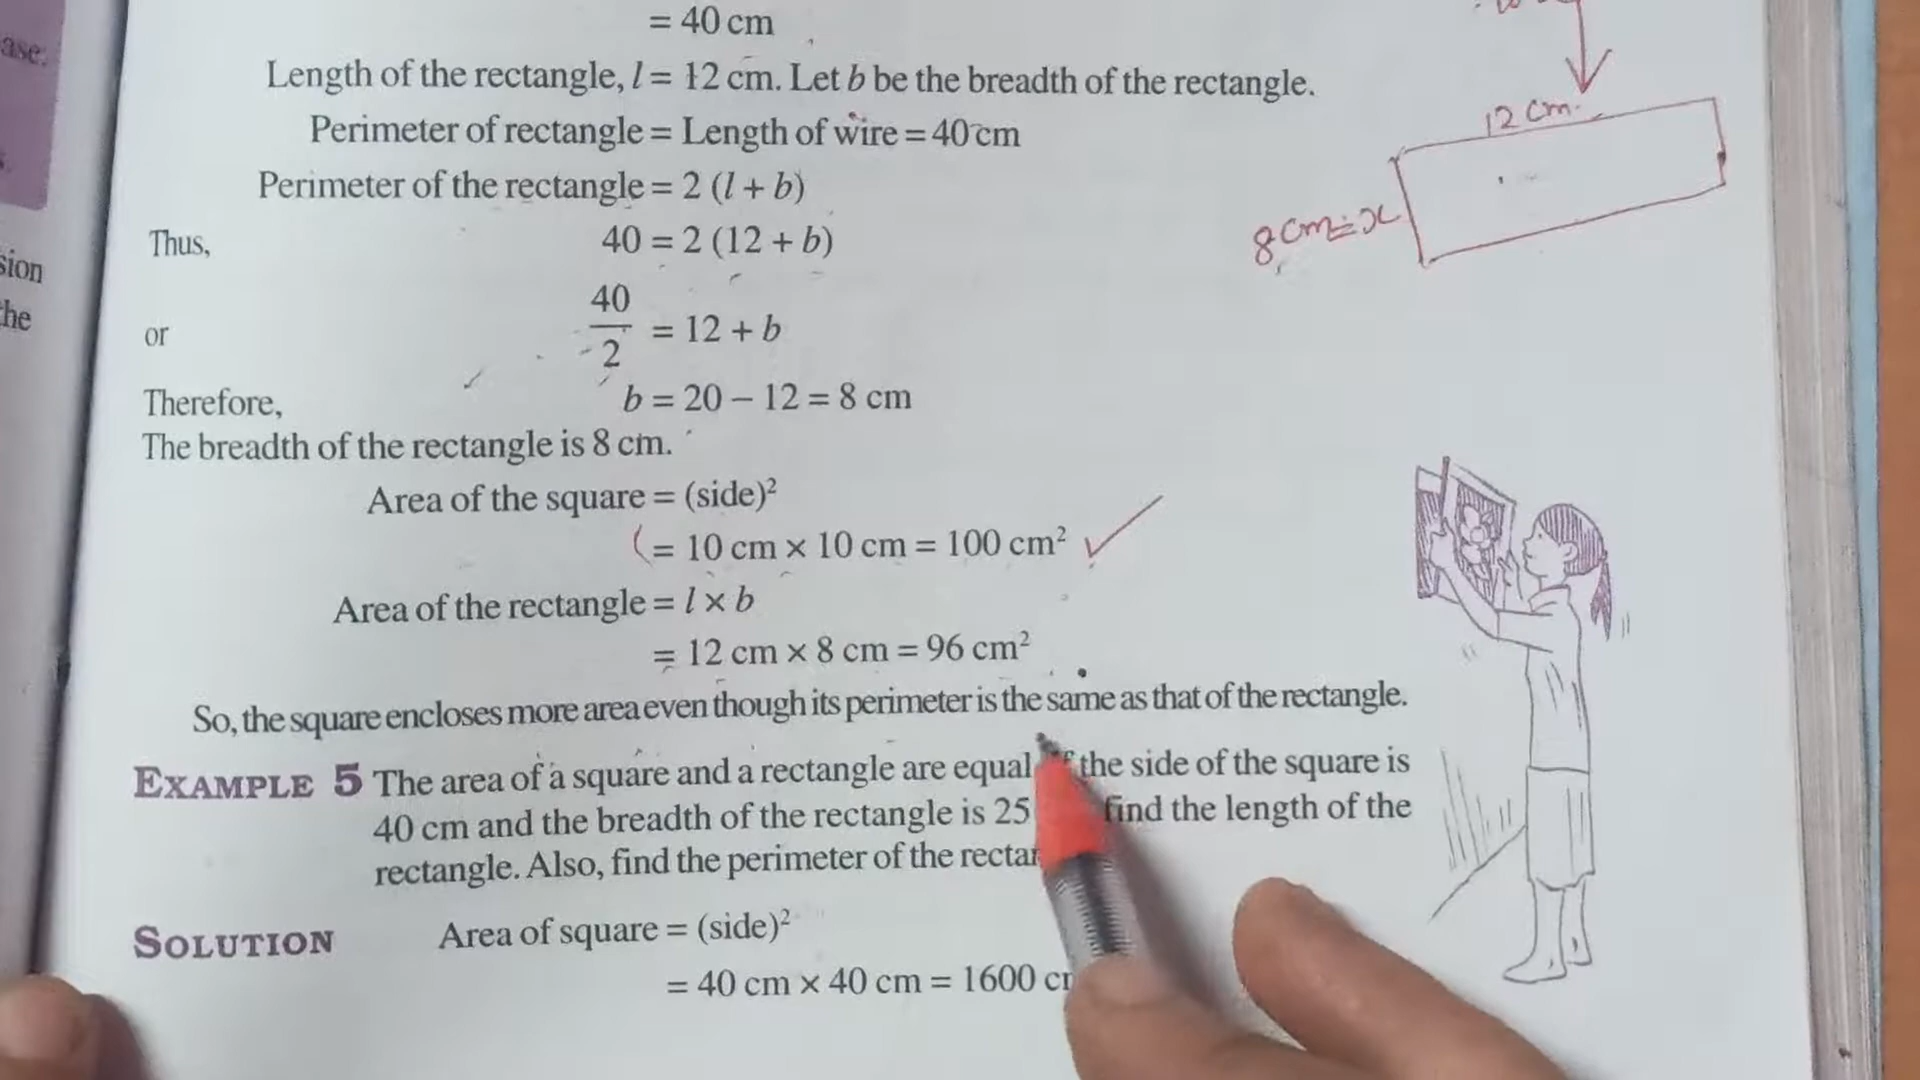 ase.
s.
sion
the
= 40 cm
Length of the rectangle, l = 12 cm. Let b be the breadth of the rectangle.
12 cm.
Perimeter of rectangle = Length of wire = 40 cm
Perimeter of the rectangle = 2 (l + b)
8 cm = x
Thus, 40 = 2 (12 + b)
or 40/2 = 12 + b
Therefore, b = 20 – 12 = 8 cm
The breadth of the rectangle is 8 cm.
Area of the square = (side)²
= 10 cm × 10 cm = 100 cm²
Area of the rectangle = l × b
= 12 cm × 8 cm = 96 cm²
So, the square encloses more area even though its perimeter is the same as that of the rectangle.
EXAMPLE 5 The area of a square and a rectangle are equal. the side of the square is
40 cm and the breadth of the rectangle is 25 find the length of the
rectangle. Also, find the perimeter of the rectan
SOLUTION Area of square = (side)²
= 40 cm × 40 cm = 1600 c